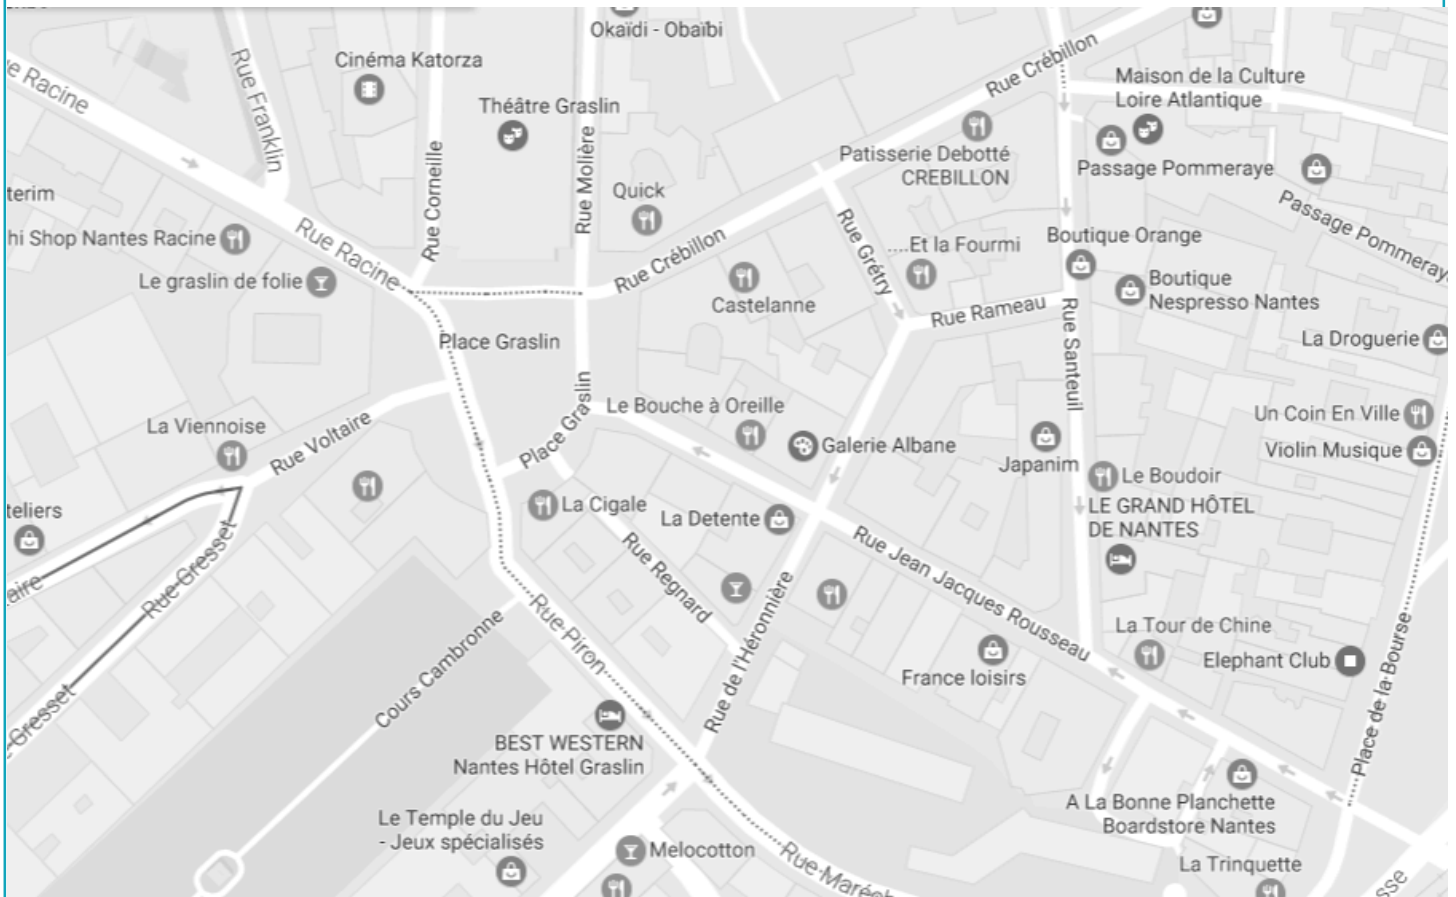 Okaïdi - Obaïbi
Cinéma Katorza
Rue Crébillon
Racine
Rue Franklin
Maison de la Culture
Loire Atlantique
Théâtre Graslin
Rue Molière
Rue Corneille
Patisserie Debotté
CREBILLON
Passage Pommeraye
Quick
terim
Passage Pommeraye
hi Shop Nantes Racine
Rue Racine
Rue Crébillon
Rue Grétry
....Et la Fourmi
Boutique Orange
Le graslin de folie
Castelanne
Boutique
Nespresso Nantes
Rue Rameau
Rue Santeuil
Place Graslin
La Droguerie
La Viennoise
Rue Voltaire
Place Graslin
Le Bouche à Oreille
Galerie Albane
Un Coin En Ville
Violin Musique
Japanim
Le Boudoir
teliers
La Cigale
La Detente
LE GRAND HÔTEL
DE NANTES
Rue Gresset
aire
Rue Regnard
Rue Jean Jacques Rousseau
Rue Piron
Rue de l'Héronnière
Cours Cambronne
La Tour de Chine
Elephant Club
France loisirs
Place de la Bourse
Gresset
BEST WESTERN
Nantes Hôtel Graslin
A La Bonne Planchette
Boardstore Nantes
Le Temple du Jeu
- Jeux spécialisés
Melocotton
Rue Maréch
La Trinquette
sse